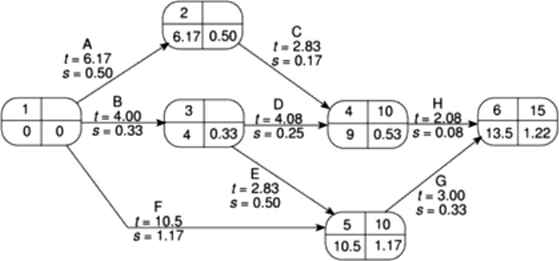 2
6.17 0.50
A
t = 6.17
s = 0.50
C
t = 2.83
s = 0.17
1
0 0
B
t = 4.00
s = 0.33
3
4 0.33
D
t = 4.08
s = 0.25
4 10
9 0.53
H
t = 2.08
s = 0.08
6 15
13.5 1.22
E
t = 2.83
s = 0.50
G
t = 3.00
s = 0.33
F
t = 10.5
s = 1.17
5 10
10.5 1.17